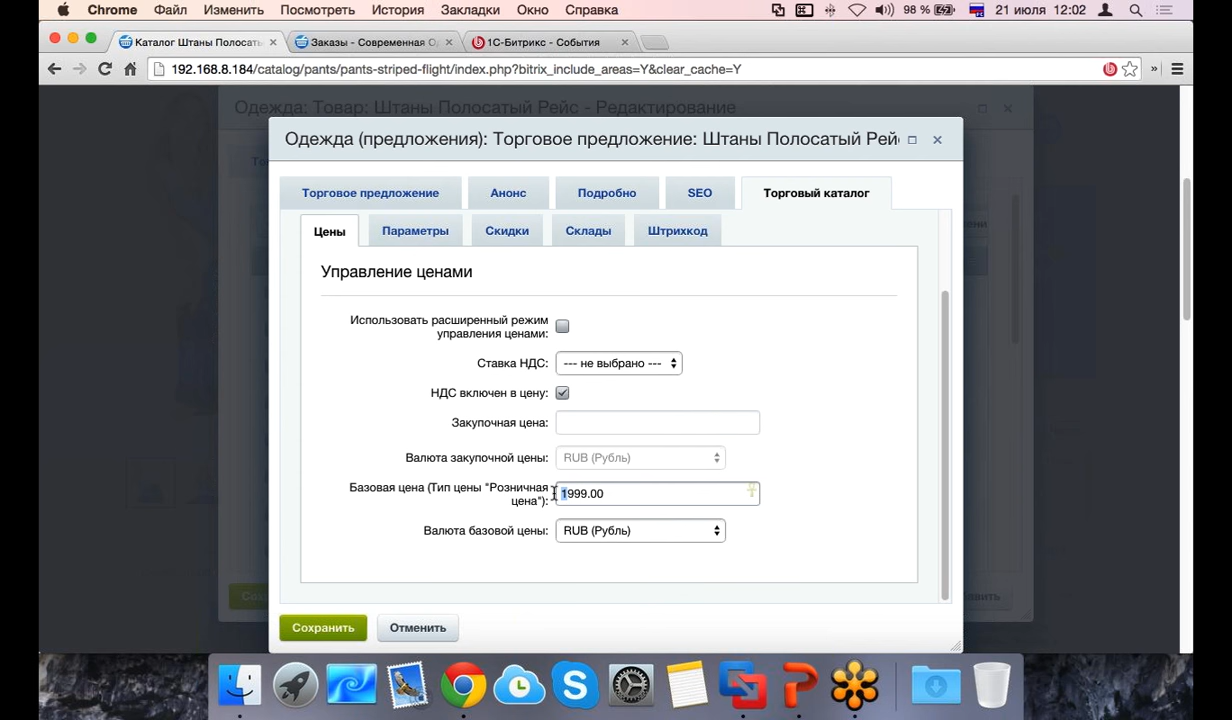 Chrome Файл Изменить Посмотреть История Закладки Окно Справка 98 % 21 июля 12:02
Каталог Штаны Полосаты
Заказы - Современная О
1С-Битрикс - События
192.168.8.184/catalog/pants/pants-striped-flight/index.php?bitrix_include_areas=Y&clear_cache=Y
Одежда: Товар: Штаны Полосатый Рейс - Редактирование
Одежда (предложения): Торговое предложение: Штаны Полосатый Рей
Торговое предложение Анонс Подробно SEO Торговый каталог
Цены Параметры Скидки Склады Штрихкод
Управление ценами
Использовать расширенный режим
управления ценами:
Ставка НДС: --- не выбрано ---
НДС включен в цену:
Закупочная цена:
Валюта закупочной цены: RUB (Рубль)
Базовая цена (Тип цены "Розничная
цена"): 1999.00
Валюта базовой цены: RUB (Рубль)
Сохранить Отменить